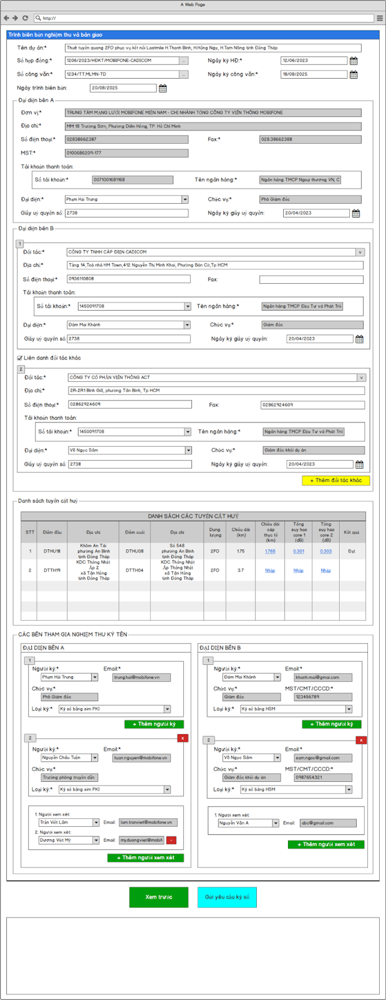 A Web Page
http://
Trình biên bản nghiệm thu và bàn giao
Tên dự án:* Thuê tuyến quang 2FO phục vụ kết nối Lastmile H.Thanh Bình, H.Hồng Ngự, H.Tam Nông tỉnh Đồng Tháp
Số hợp đồng:* 1206/2023/HĐKT/MOBIFONE-CADICOM ... Ngày ký HĐ:* 12/06/2023
Số công văn:* 1234/TT.MLMN-TD ... Ngày ký công văn:* 18/08/2025
Ngày trình biên bản: 20/08/2025
Đại diện bên A
Đơn vị:* TRUNG TÂM MẠNG LƯỚI MOBIFONE MIỀN NAM - CHI NHÁNH TỔNG CÔNG TY VIỄN THÔNG MOBIFONE
Địa chỉ:* MM 18 Trường Sơn, Phường Diên Hồng, TP. Hồ Chí Minh
Số điện thoại:* 02838662387 Fax:* 028.38662388
MST:* 0100686209-177
Tài khoản thanh toán:
Số tài khoản:* 0071001681168 Tên ngân hàng:* Ngân hàng TMCP Ngoại thương VN, C
Đại diện:* Phạm Hải Trung Chức vụ:* Phó Giám đốc
Giấy uỷ quyền số: 2738 Ngày ký giấy uỷ quyền: 20/04/2023
Đại diện bên B
1
Đối tác:* CÔNG TY TNHH CÁP ĐIỆN CADICOM v
Địa chỉ:* Tầng 14,Toà nhà HM Town,412 Nguyễn Thị Minh Khai, Phường Bàn Cờ,Tp HCM
Số điện thoại:* 0936110808 Fax:
Tài khoản thanh toán:
Số tài khoản:* 1450091708 Tên ngân hàng:* Ngân hàng TMCP Đầu Tư và Phát Triể
Đại diện:* Đàm Mai Khánh Chức vụ:* Giám đốc
Giấy uỷ quyền số: 2738 Ngày ký giấy uỷ quyền: 20/04/2023
Liên danh đối tác khác
2
Đối tác:* CÔNG TY CỔ PHẦN VIỄN THÔNG ACT v
Địa chỉ:* 2R-2R1 Bình Giã, phường Tân Bình, Tp HCM
Số điện thoại:* 02862924609 Fax: 02862924609
Tài khoản thanh toán:
Số tài khoản:* 1450091708 Tên ngân hàng:* Ngân hàng TMCP Đầu Tư và Phát Triể
Đại diện:* Võ Ngọc Sâm Chức vụ:* Giám đốc khối dự án
Giấy uỷ quyền số: 2738 Ngày ký giấy uỷ quyền: 20/04/2023
+ Thêm đối tác khác
Danh sách tuyến cắt huỷ
DANH SÁCH CÁC TUYẾN CẮT HUỶ
STT Điểm đầu Địa chỉ Điểm cuối Địa chỉ Dung lượng Chiều dài (km) Chiều dài cáp thực tế (km) Tổng suy hao core 1 (dB) Tổng suy hao core 2 (dB) Kết quả
1 DTHU18 Khóm An Tài phường An Bình tỉnh Đồng Tháp DTHU08 Số 548 phường An Bình tỉnh Đồng Tháp 2FO 1.75 1.765 0.301 0.303 Đạt
2 DTTH19 KDC Thống Nhất Ấp 2 xã Tân Hồng tỉnh Đồng Tháp DTTH04 KDC Thống Nhất Ấp Thống Nhất xã Tân Hồng tỉnh Đồng Tháp 2FO 3.7 Nhập Nhập Nhập
CÁC BÊN THAM GIA NGHIỆM THU KÝ TÊN
ĐẠI DIỆN BÊN A
1
Người ký:* Email:*
Phạm Hải Trung trung.hai@mobifone.vn
Chức vụ:*
Phó Giám đốc
Loại ký:* Ký số bằng sim PKI
+ Thêm người ký
2 x
Người ký:* Email:*
Nguyễn Châu Tuấn tuan.nguyen@mobifone.vn
Chức vụ:*
Trưởng phòng truyền dẫn
Loại ký:* Ký số bằng sim PKI
1. Người xem xét:
Trần Viết Lãm Email: lam.tranviet@mobifone.vn
2. Người xem xét:
Dương Việt Mỹ Email: my.duongviet@mobif -
+ Thêm người xem xét
ĐẠI DIỆN BÊN B
1
Người ký:* Email:*
Đàm Mai Khánh khanh.mai@gmai.com
Chức vụ:* MST/CMT/CCCD:*
Giám đốc 123456789
Loại ký:* Ký số bằng HSM
+ Thêm người ký
2 x
Người ký:* Email:*
Võ Ngọc Sâm sam.ngoc@gmail.com
Chức vụ:* MST/CMT/CCCD:*
Giám đốc khối dự án 0987654321
Loại ký:* Ký số bằng HSM
1. Người xem xét:
Nguyễn Văn A Email: abc@gmail.com
+ Thêm người xem xét
Xem trước Gửi yêu cầu ký số